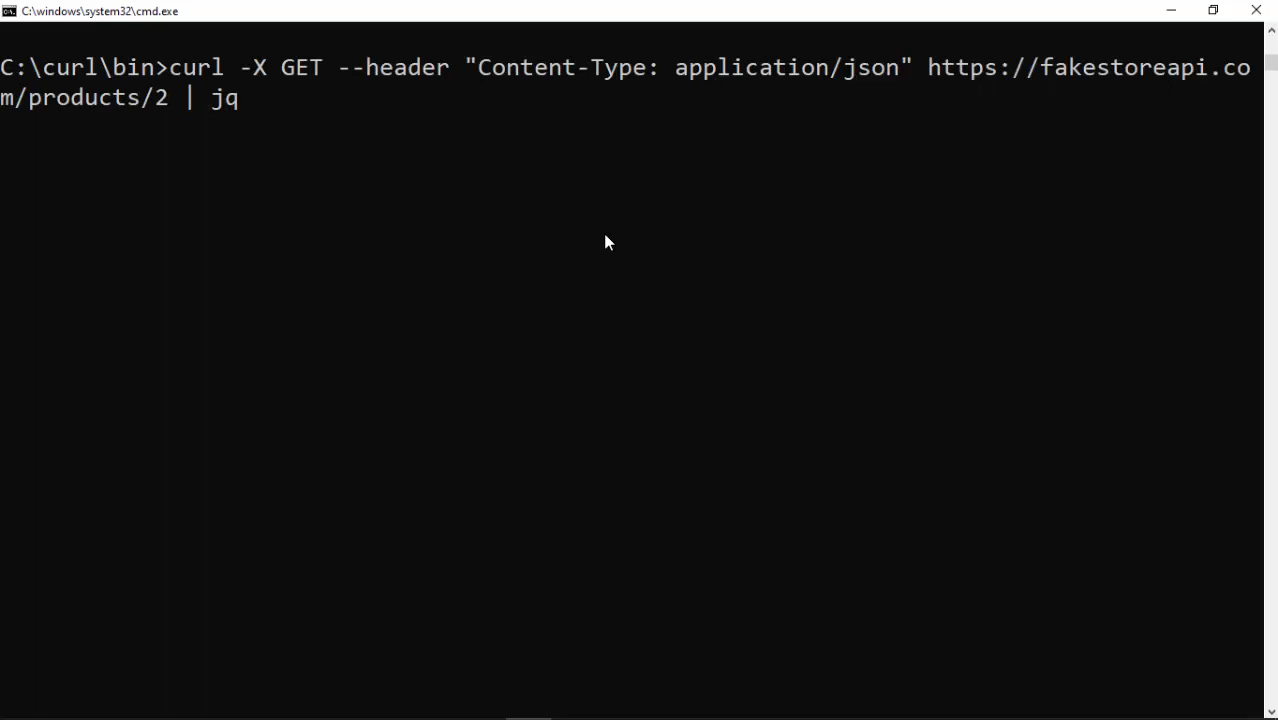 C:\windows\system32\cmd.exe
C:\curl\bin>curl -X GET --header "Content-Type: application/json" https://fakestoreapi.co
m/products/2 | jq